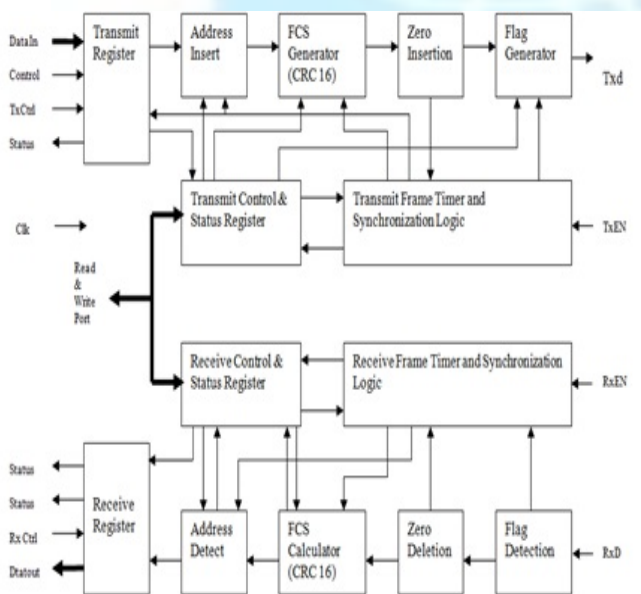 DataIn
Control
TxCtrl
Status
Transmit
Register
Address
Insert
FCS
Generator
(CRC 16)
Zero
Insertion
Flag
Generator
Txd
Transmit Control &
Status Register
Transmit Frame Timer and
Synchronization Logic
TxEN
Clk
Read
&
Write
Port
Receive Control &
Status Register
Receive Frame Timer and Synchronization
Logic
RxEN
Status
Status
Rx Ctrl
Dtatout
Receive
Register
Address
Detect
FCS
Calculator
(CRC 16)
Zero
Deletion
Flag
Detection
RxD